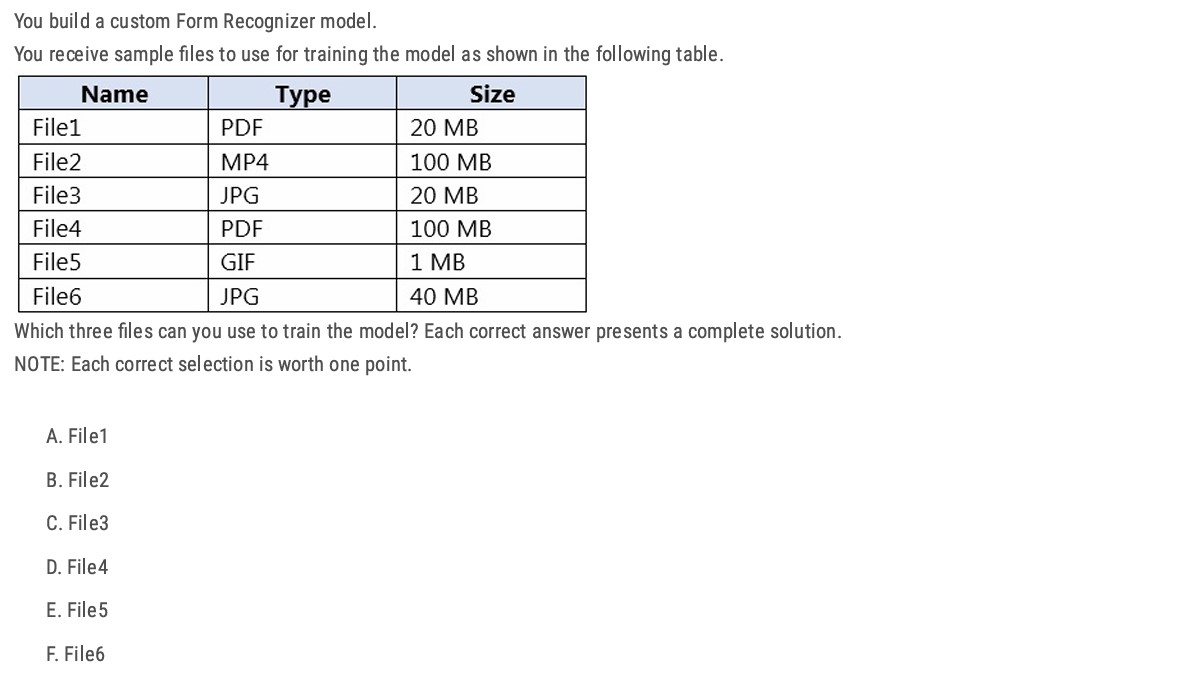 You build a custom Form Recognizer model.
You receive sample files to use for training the model as shown in the following table.
Name Type Size
File1 PDF 20 MB
File2 MP4 100 MB
File3 JPG 20 MB
File4 PDF 100 MB
File5 GIF 1 MB
File6 JPG 40 MB
Which three files can you use to train the model? Each correct answer presents a complete solution.
NOTE: Each correct selection is worth one point.
A. File1
B. File2
C. File3
D. File4
E. File5
F. File6